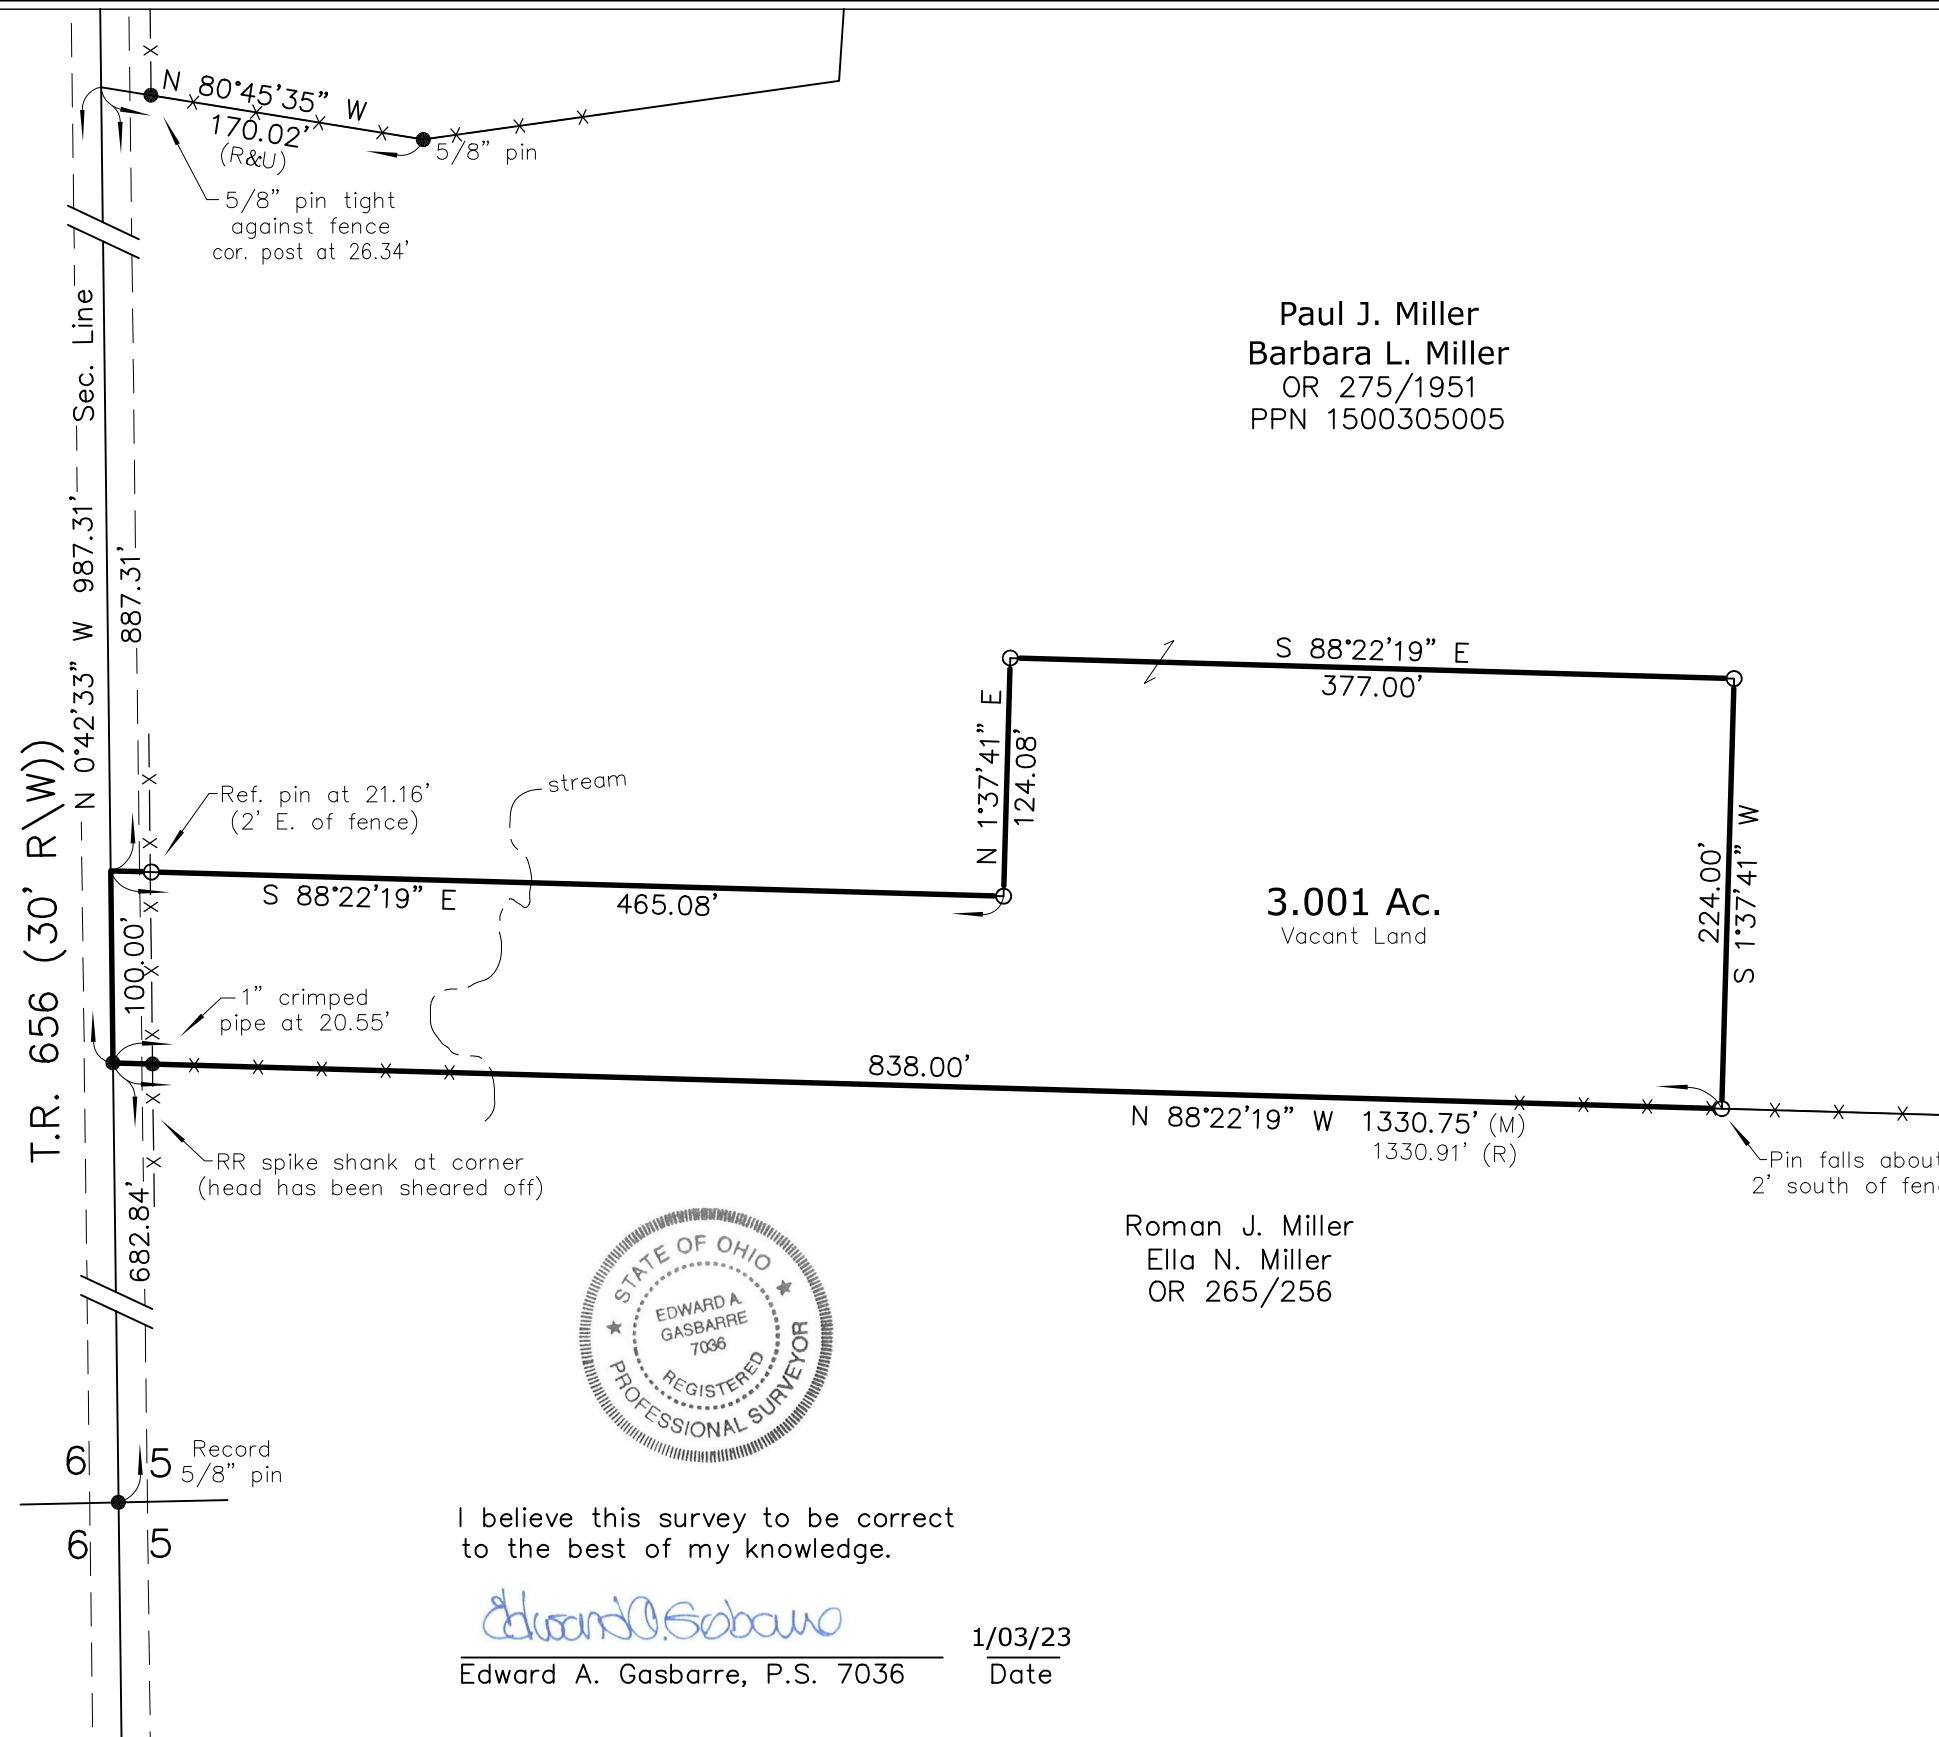 N 80°45'35" W
170.02'
(R&U)
5/8" pin
5/8" pin tight
against fence
cor. post at 26.34'
Paul J. Miller
Barbara L. Miller
OR 275/1951
PPN 1500305005
N 0°42'33" W 987.31' Sec. Line
887.31'
T.R. 656 (30' R\W))
S 88°22'19" E
377.00'
N 1°37'41" E
124.08'
stream
Ref. pin at 21.16'
(2' E. of fence)
S 88°22'19" E
465.08'
3.001 Ac.
Vacant Land
224.00'
S 1°37'41" W
100.00'
1" crimped
pipe at 20.55'
838.00'
N 88°22'19" W 1330.75' (M)
1330.91' (R)
Pin falls about
2' south of fen
RR spike shank at corner
(head has been sheared off)
682.84'
Roman J. Miller
Ella N. Miller
OR 265/256
STATE OF OHIO
EDWARD A.
GASBARRE
7036
REGISTERED
PROFESSIONAL SURVEYOR
6 5
Record
5/8" pin
6 5
I believe this survey to be correct
to the best of my knowledge.
Edward A. Gasbarre
1/03/23
Edward A. Gasbarre, P.S. 7036
Date